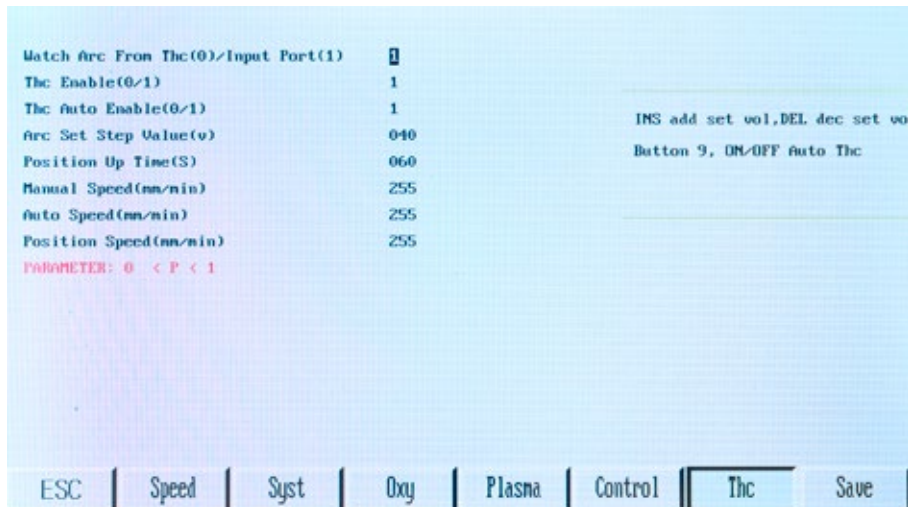 Watch Arc From Thc(0)/Input Port(1) 1
Thc Enable(0/1) 1
Thc Auto Enable(0/1) 1
Arc Set Step Value(v) 040
Position Up Time(S) 060
Manual Speed(mm/min) 255
Auto Speed(mm/min) 255
Position Speed(mm/min) 255
PARAMETER: 0 < P < 1
INS add set vol,DEL dec set vo
Button 9, ON/OFF Auto Thc
ESC Speed Syst Oxy Plasma Control Thc Save